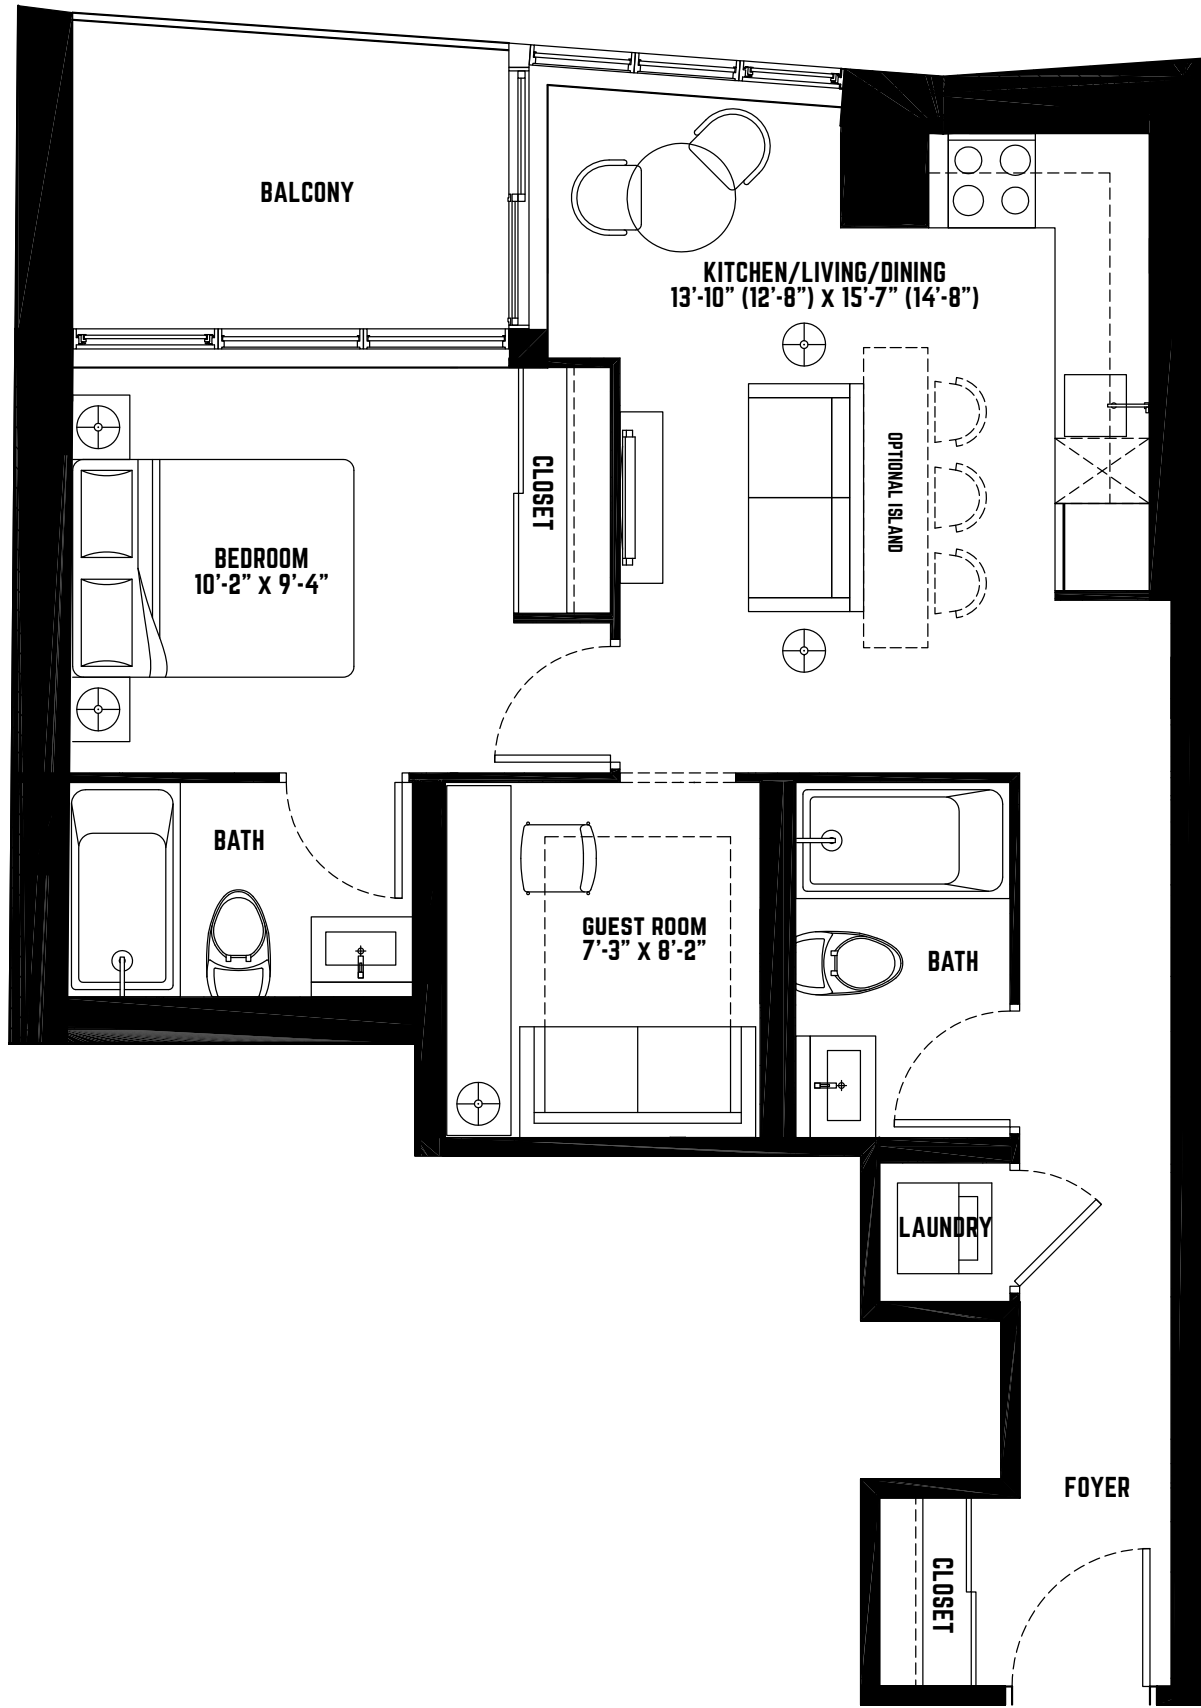 BALCONY
KITCHEN/LIVING/DINING
13'-10” (12'-8”) X 15'-7” (14'-8”)
CLOSET
OPTIONAL ISLAND
BEDROOM
10'-2” X 9'-4”
BATH
GUEST ROOM
7'-3” X 8'-2”
BATH
LAUNDRY
FOYER
CLOSET